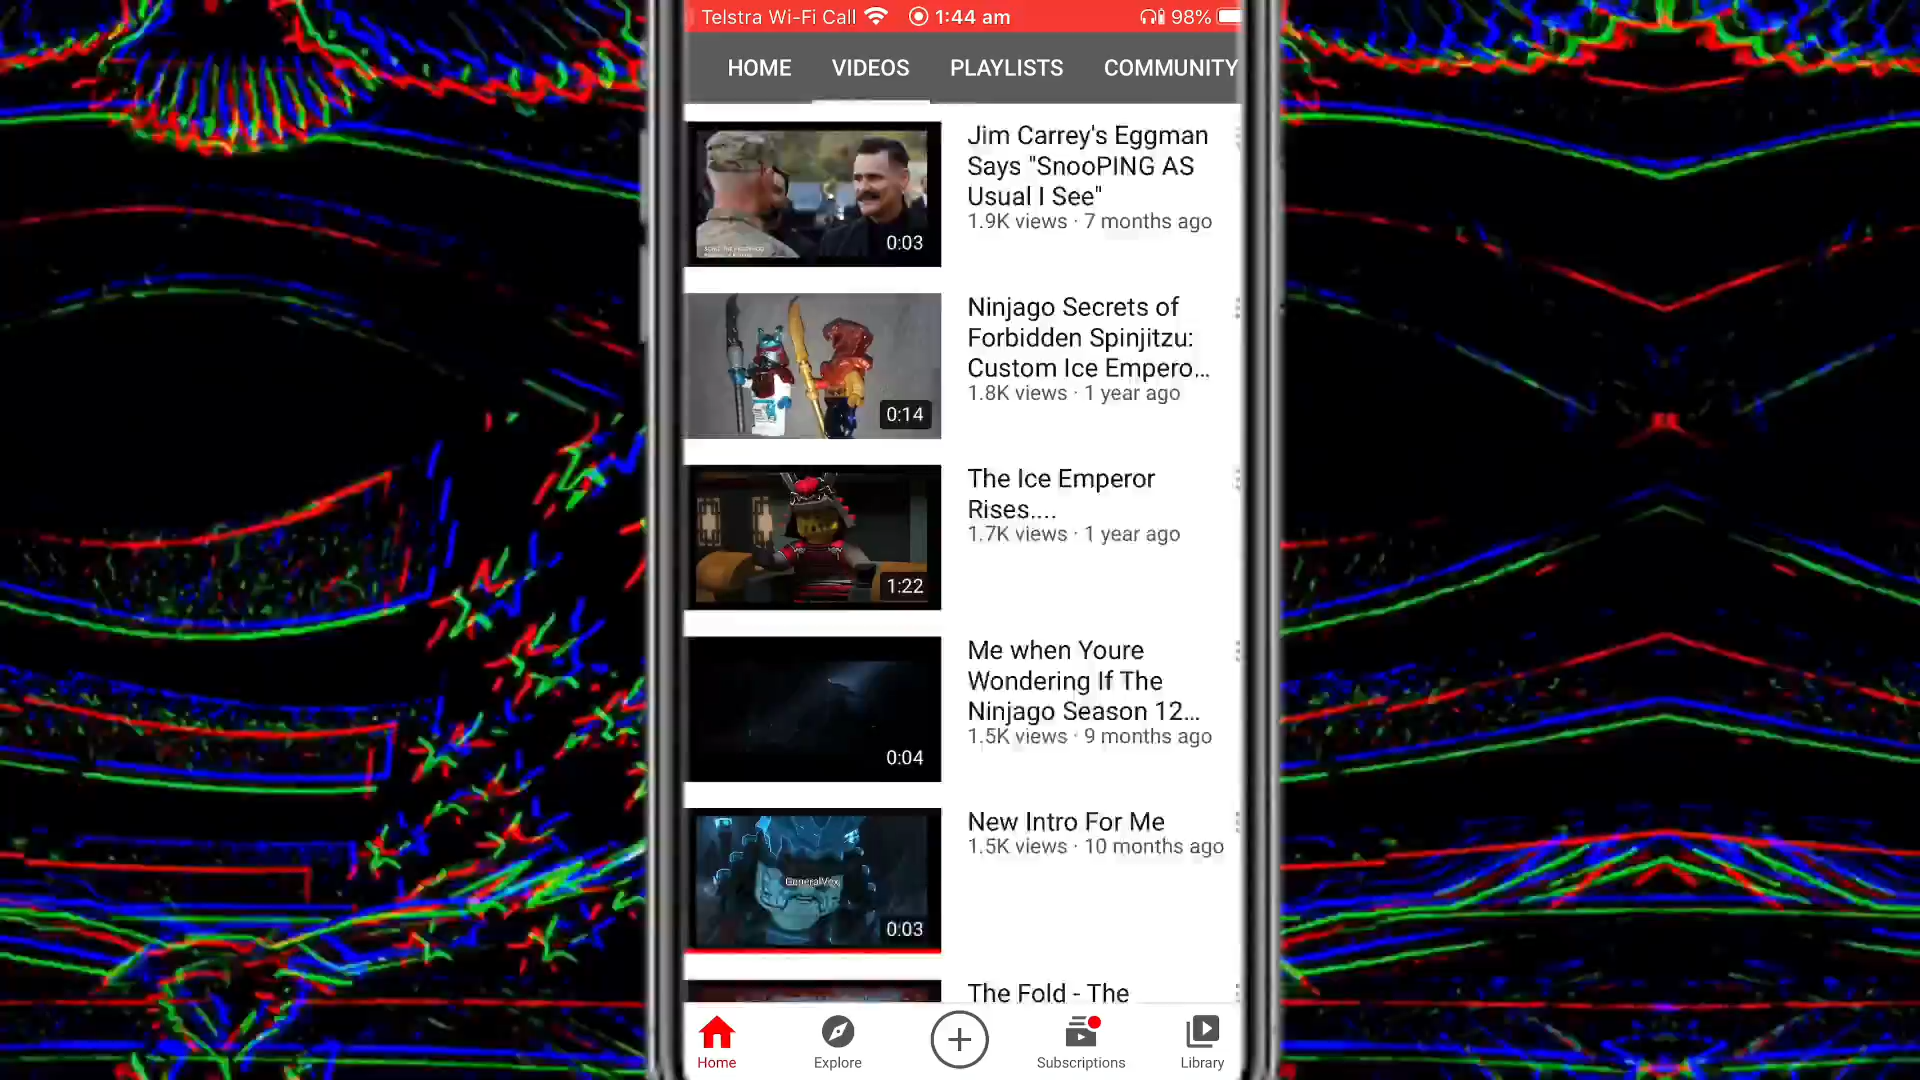 Telstra Wi-Fi Call 1:44 am 98%
HOME VIDEOS PLAYLISTS COMMUNITY
Jim Carrey's Eggman
Says "SnooPING AS
Usual I See"
1.9K views · 7 months ago
0:03
Ninjago Secrets of
Forbidden Spinjitzu:
Custom Ice Empero...
1.8K views · 1 year ago
0:14
The Ice Emperor
Rises....
1.7K views · 1 year ago
1:22
Me when Youre
Wondering If The
Ninjago Season 12...
1.5K views · 9 months ago
0:04
New Intro For Me
1.5K views · 10 months ago
GeneralVex
0:03
The Fold - The
Home Explore Subscriptions Library